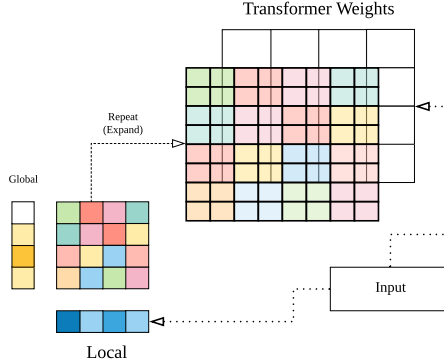 Transformer Weights
Repeat
(Expand)
Global
Input
Local